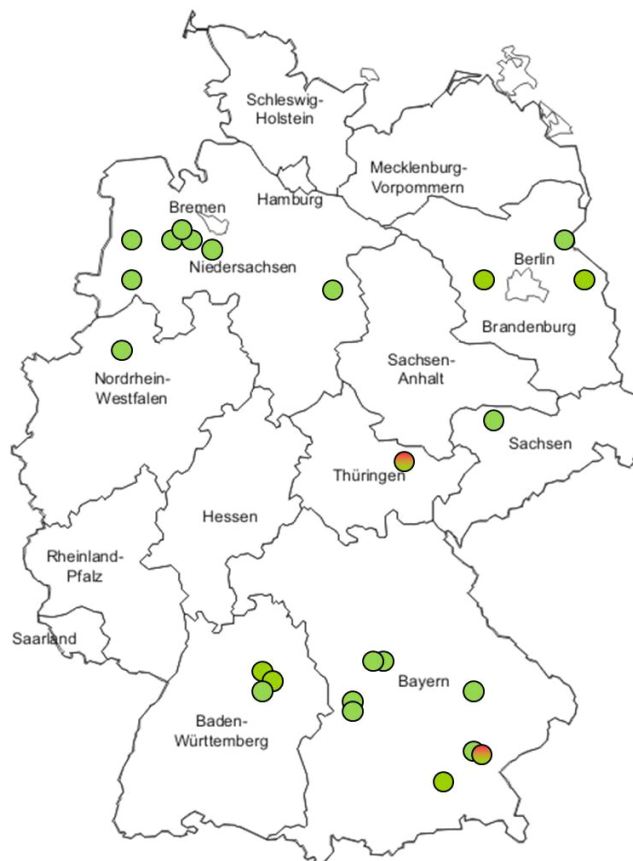 Schleswig-
Holstein
Mecklenburg-
Vorpommern
Hamburg
Bremen
Niedersachsen
Berlin
Brandenburg
Sachsen-
Anhalt
Nordrhein-
Westfalen
Sachsen
Thüringen
Hessen
Rheinland-
Pfalz
Saarland
Bayern
Baden-
Württemberg